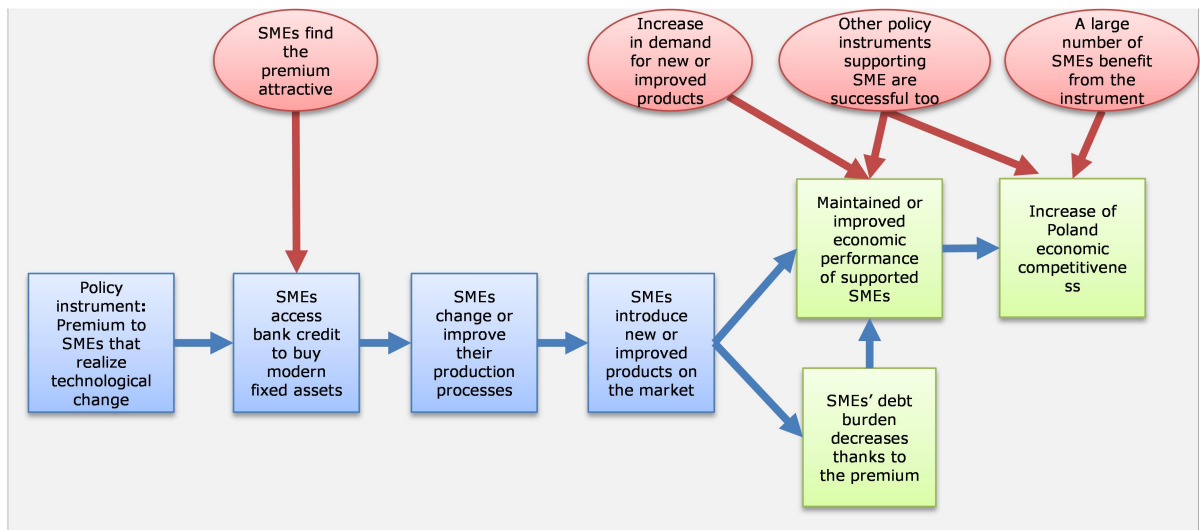 SMEs find
the
premium
attractive
Increase
in demand
for new or
improved
products
Other policy
instruments
supporting
SME are
successful too
A large
number of
SMEs benefit
from the
instrument
Policy
instrument:
Premium to
SMEs that
realize
technological
change
SMEs
access
bank credit
to buy
modern
fixed assets
SMEs
change or
improve
their
production
processes
SMEs
introduce
new or
improved
products on
the market
Maintained or
improved
economic
performance
of supported
SMEs
Increase of
Poland
economic
competitivene
ss
SMEs’ debt
burden
decreases
thanks to
the premium